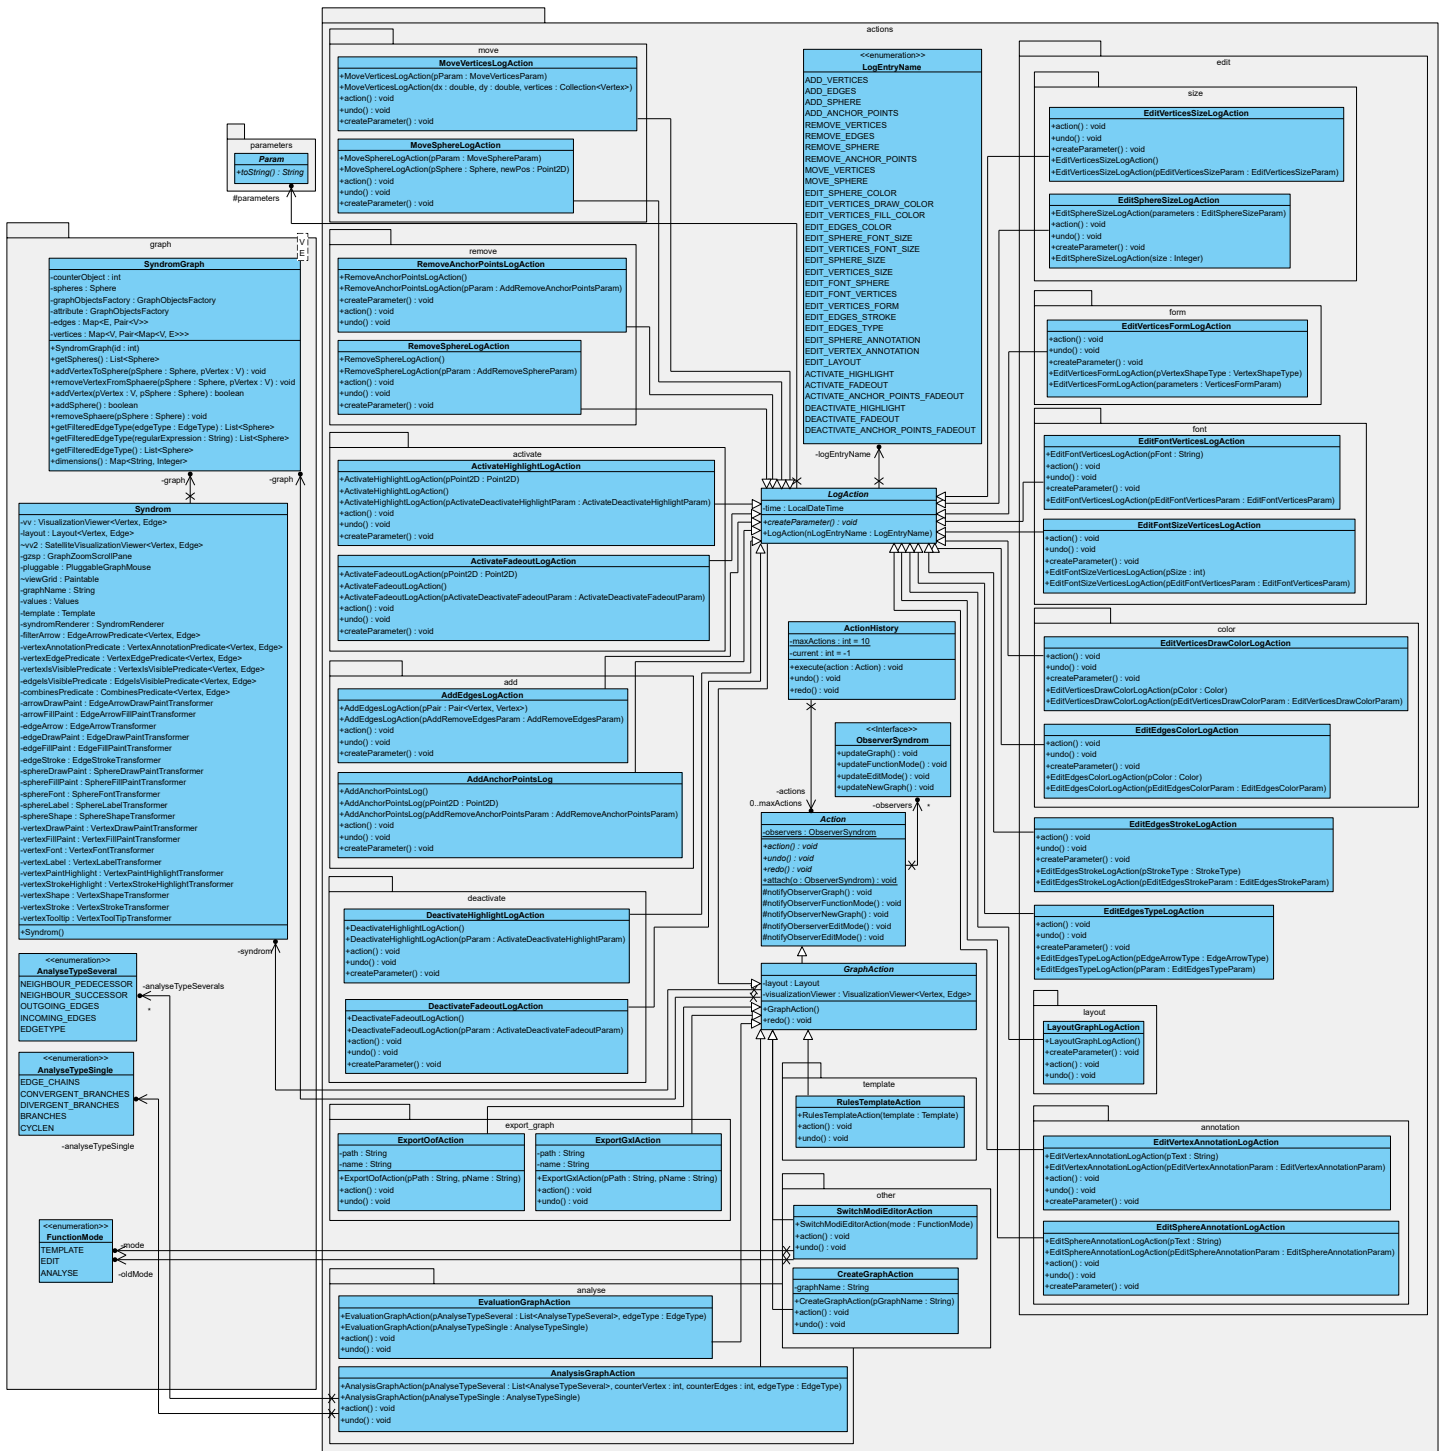 actions
move
MoveVerticesLogAction
+MoveVerticesLogAction(pParam : MoveVerticesParam)
+MoveVerticesLogAction(dx : double, dy : double, vertices : Collection<Vertex>)
+action() : void
+undo() : void
+createParameter() : void
MoveSphereLogAction
+MoveSphereLogAction(pParam : MoveSphereParam)
+MoveSphereLogAction(pSphere : Sphere, newPos : Point2D)
+action() : void
+undo() : void
+createParameter() : void
parameters
Param
+toString() : String
#parameters
remove
RemoveAnchorPointsLogAction
+RemoveAnchorPointsLogAction()
+RemoveAnchorPointsLogAction(pParam : AddRemoveAnchorPointsParam)
+createParameter() : void
+action() : void
+undo() : void
RemoveSphereLogAction
+RemoveSphereLogAction()
+RemoveSphereLogAction(pParam : AddRemoveSphereParam)
+action() : void
+undo() : void
+createParameter() : void
<<enumeration>>
LogEntryName
ADD_VERTICES
ADD_EDGES
ADD_SPHERE
ADD_ANCHOR_POINTS
REMOVE_VERTICES
REMOVE_EDGES
REMOVE_SPHERE
REMOVE_ANCHOR_POINTS
MOVE_VERTICES
MOVE_SPHERE
EDIT_SPHERE_COLOR
EDIT_VERTICES_DRAW_COLOR
EDIT_VERTICES_FILL_COLOR
EDIT_EDGES_COLOR
EDIT_SPHERE_FONT_SIZE
EDIT_VERTICES_FONT_SIZE
EDIT_SPHERE_SIZE
EDIT_VERTICES_SIZE
EDIT_FONT_SPHERE
EDIT_FONT_VERTICES
EDIT_VERTICES_FORM
EDIT_EDGES_STROKE
EDIT_EDGES_TYPE
EDIT_SPHERE_ANNOTATION
EDIT_VERTEX_ANNOTATION
EDIT_LAYOUT
ACTIVATE_HIGHLIGHT
ACTIVATE_FADEOUT
ACTIVATE_ANCHOR_POINTS_FADEOUT
DEACTIVATE_HIGHLIGHT
DEACTIVATE_FADEOUT
DEACTIVATE_ANCHOR_POINTS_FADEOUT
-logEntryName
edit
size
EditVerticesSizeLogAction
+action() : void
+undo() : void
+createParameter() : void
+EditVerticesSizeLogAction()
+EditVerticesSizeLogAction(pEditVerticesSizeParam : EditVerticesSizeParam)
EditSphereSizeLogAction
+EditSphereSizeLogAction(parameters : EditSphereSizeParam)
+action() : void
+undo() : void
+createParameter() : void
+EditSphereSizeLogAction(size : Integer)
form
EditVerticesFormLogAction
+action() : void
+undo() : void
+createParameter() : void
+EditVerticesFormLogAction(pVertexShapeType : VertexShapeType)
+EditVerticesFormLogAction(parameters : VerticesFormParam)
font
EditFontVerticesLogAction
+EditFontVerticesLogAction(pFont : String)
+action() : void
+undo() : void
+createParameter() : void
+EditFontVerticesLogAction(pEditFontVerticesParam : EditFontVerticesParam)
EditFontSizeVerticesLogAction
+action() : void
+undo() : void
+createParameter() : void
+EditFontSizeVerticesLogAction(pSize : int)
+EditFontSizeVerticesLogAction(pEditFontVerticesParam : EditFontVerticesParam)
color
EditVerticesDrawColorLogAction
+action() : void
+undo() : void
+createParameter() : void
+EditVerticesDrawColorLogAction(pColor : Color)
+EditVerticesDrawColorLogAction(pEditVerticesDrawColorParam : EditVerticesDrawColorParam)
EditEdgesColorLogAction
+action() : void
+undo() : void
+createParameter() : void
+EditEdgesColorLogAction(pColor : Color)
+EditEdgesColorLogAction(pEditEdgesColorParam : EditEdgesColorParam)
EditEdgesStrokeLogAction
+action() : void
+undo() : void
+createParameter() : void
+EditEdgesStrokeLogAction(pStrokeType : StrokeType)
+EditEdgesStrokeLogAction(pEditEdgesStrokeParam : EditEdgesStrokeParam)
EditEdgesTypeLogAction
+action() : void
+undo() : void
+createParameter() : void
+EditEdgesTypeLogAction(pEdgeArrowType : EdgeArrowType)
+EditEdgesTypeLogAction(pParam : EditEdgesTypeParam)
layout
LayoutGraphLogAction
+LayoutGraphLogAction()
+createParameter() : void
+action() : void
+undo() : void
annotation
EditVertexAnnotationLogAction
+EditVertexAnnotationLogAction(pText : String)
+EditVertexAnnotationLogAction(pEditVertexAnnotationParam : EditVertexAnnotationParam)
+action() : void
+undo() : void
+createParameter() : void
EditSphereAnnotationLogAction
+EditSphereAnnotationLogAction(pText : String)
+EditSphereAnnotationLogAction(pEditSphereAnnotationParam : EditSphereAnnotationParam)
+action() : void
+undo() : void
+createParameter() : void
graph
V
E
SyndromGraph
-counterObject : int
-spheres : Sphere
-graphObjectsFactory : GraphObjectsFactory
-attribute : GraphObjectsFactory
-edges : Map<E, Pair<V>>
-vertices : Map<V, Pair<Map<V, E>>>
+SyndromGraph(id : int)
+getSpheres() : List<Sphere>
+addVertexToSphere(pSphere : Sphere, pVertex : V) : void
+removeVertexFromSphaere(pSphere : Sphere, pVertex : V) : void
+addVertex(pVertex : V, pSphere : Sphere) : boolean
+addSphere() : boolean
+removeSphaere(pSphere : Sphere) : void
+getFilteredEdgeType(edgeType : EdgeType) : List<Sphere>
+getFilteredEdgeType(regularExpression : String) : List<Sphere>
+getFilteredEdgeType() : List<Sphere>
+dimensions() : Map<String, Integer>
-graph
-graph
Syndrom
-vv : VisualizationViewer<Vertex, Edge>
-layout : Layout<Vertex, Edge>
~vv2 : SatelliteVisualizationViewer<Vertex, Edge>
-gzsp : GraphZoomScrollPane
-pluggable : PluggableGraphMouse
~viewGrid : Paintable
-graphName : String
-values : Values
-template : Template
-syndromRenderer : SyndromRenderer
-filterArrow : EdgeArrowPredicate<Vertex, Edge>
-vertexAnnotationPredicate : VertexAnnotationPredicate<Vertex, Edge>
-vertexEdgePredicate : VertexEdgePredicate<Vertex, Edge>
-vertexIsVisiblePredicate : VertexIsVisiblePredicate<Vertex, Edge>
-edgeIsVisiblePredicate : EdgeIsVisiblePredicate<Vertex, Edge>
-combinesPredicate : CombinesPredicate<Vertex, Edge>
-arrowDrawPaint : EdgeArrowDrawPaintTransformer
-arrowFillPaint : EdgeArrowFillPaintTransformer
-edgeArrow : EdgeArrowTransformer
-edgeDrawPaint : EdgeDrawPaintTransformer
-edgeFillPaint : EdgeFillPaintTransformer
-edgeStroke : EdgeStrokeTransformer
-sphereDrawPaint : SphereDrawPaintTransformer
-sphereFillPaint : SphereFillPaintTransformer
-sphereFont : SphereFontTransformer
-sphereLabel : SphereLabelTransformer
-sphereShape : SphereShapeTransformer
-vertexDrawPaint : VertexDrawPaintTransformer
-vertexFillPaint : VertexFillPaintTransformer
-vertexFont : VertexFontTransformer
-vertexLabel : VertexLabelTransformer
-vertexPaintHighlight : VertexPaintHighlightTransformer
-vertexStrokeHighlight : VertexStrokeHighlightTransformer
-vertexShape : VertexShapeTransformer
-vertexStroke : VertexStrokeTransformer
-vertexTooltip : VertexToolTipTransformer
+Syndrom()
-syndrom
<<enumeration>>
AnalyseTypeSeveral
NEIGHBOUR_PEDECESSOR
NEIGHBOUR_SUCCESSOR
OUTGOING_EDGES
INCOMING_EDGES
EDGETYPE
-analyseTypeSeverals
*
<<enumeration>>
AnalyseTypeSingle
EDGE_CHAINS
CONVERGENT_BRANCHES
DIVERGENT_BRANCHES
BRANCHES
CYCLEN
-analyseTypeSingle
<<enumeration>>
FunctionMode
TEMPLATE
EDIT
ANALYSE
-mode
-oldMode
activate
ActivateHighlightLogAction
+ActivateHighlightLogAction(pPoint2D : Point2D)
+ActivateHighlightLogAction()
+ActivateHighlightLogAction(pActivateDeactivateHighlightParam : ActivateDeactivateHighlightParam)
+action() : void
+undo() : void
+createParameter() : void
ActivateFadeoutLogAction
+ActivateFadeoutLogAction(pPoint2D : Point2D)
+ActivateFadeoutLogAction()
+ActivateFadeoutLogAction(pActivateDeactivateFadeoutParam : ActivateDeactivateFadeoutParam)
+action() : void
+undo() : void
+createParameter() : void
add
AddEdgesLogAction
+AddEdgesLogAction(pPair : Pair<Vertex, Vertex>)
+AddEdgesLogAction(pAddRemoveEdgesParam : AddRemoveEdgesParam)
+action() : void
+undo() : void
+createParameter() : void
AddAnchorPointsLog
+AddAnchorPointsLog()
+AddAnchorPointsLog(pPoint2D : Point2D)
+AddAnchorPointsLog(pAddRemoveAnchorPointsParam : AddRemoveAnchorPointsParam)
+action() : void
+undo() : void
+createParameter() : void
deactivate
DeactivateHighlightLogAction
+DeactivateHighlightLogAction()
+DeactivateHighlightLogAction(pParam : ActivateDeactivateHighlightParam)
+action() : void
+undo() : void
+createParameter() : void
DeactivateFadeoutLogAction
+DeactivateFadeoutLogAction()
+DeactivateFadeoutLogAction(pParam : ActivateDeactivateFadeoutParam)
+action() : void
+undo() : void
+createParameter() : void
export_graph
ExportOofAction
-path : String
-name : String
+ExportOofAction(pPath : String, pName : String)
+action() : void
+undo() : void
ExportGxlAction
-path : String
-name : String
+ExportGxlAction(pPath : String, pName : String)
+action() : void
+undo() : void
LogAction
-time : LocalDateTime
+createParameter() : void
+LogAction(nLogEntryName : LogEntryName)
ActionHistory
-maxActions : int = 10
-current : int = -1
+execute(action : Action) : void
+undo() : void
+redo() : void
<<Interface>>
ObserverSyndrom
+updateGraph() : void
+updateFunctionMode() : void
+updateEditMode() : void
+updateNewGraph() : void
-actions
0..maxActions
-observers
*
Action
-observers : ObserverSyndrom
+action() : void
+undo() : void
+redo() : void
+attach(o : ObserverSyndrom) : void
#notifyObserverGraph() : void
#notifyObserverFunctionMode() : void
#notifyObserverNewGraph() : void
#notifyOberserverEditMode() : void
#notifyObserverEditMode() : void
GraphAction
-layout : Layout
-visualizationViewer : VisualizationViewer<Vertex, Edge>
+GraphAction()
+redo() : void
template
RulesTemplateAction
+RulesTemplateAction(template : Template)
+action() : void
+undo() : void
other
SwitchModiEditorAction
+SwitchModiEditorAction(mode : FunctionMode)
+action() : void
+undo() : void
CreateGraphAction
-graphName : String
+CreateGraphAction(pGraphName : String)
+action() : void
+undo() : void
analyse
EvaluationGraphAction
+EvaluationGraphAction(pAnalyseTypeSeveral : List<AnalyseTypeSeveral>, edgeType : EdgeType)
+EvaluationGraphAction(pAnalyseTypeSingle : AnalyseTypeSingle)
+action() : void
+undo() : void
AnalysisGraphAction
+AnalysisGraphAction(pAnalyseTypeSeveral : List<AnalyseTypeSeveral>, counterVertex : int, counterEdges : int, edgeType : EdgeType)
+AnalysisGraphAction(pAnalyseTypeSingle : AnalyseTypeSingle)
+action() : void
+undo() : void